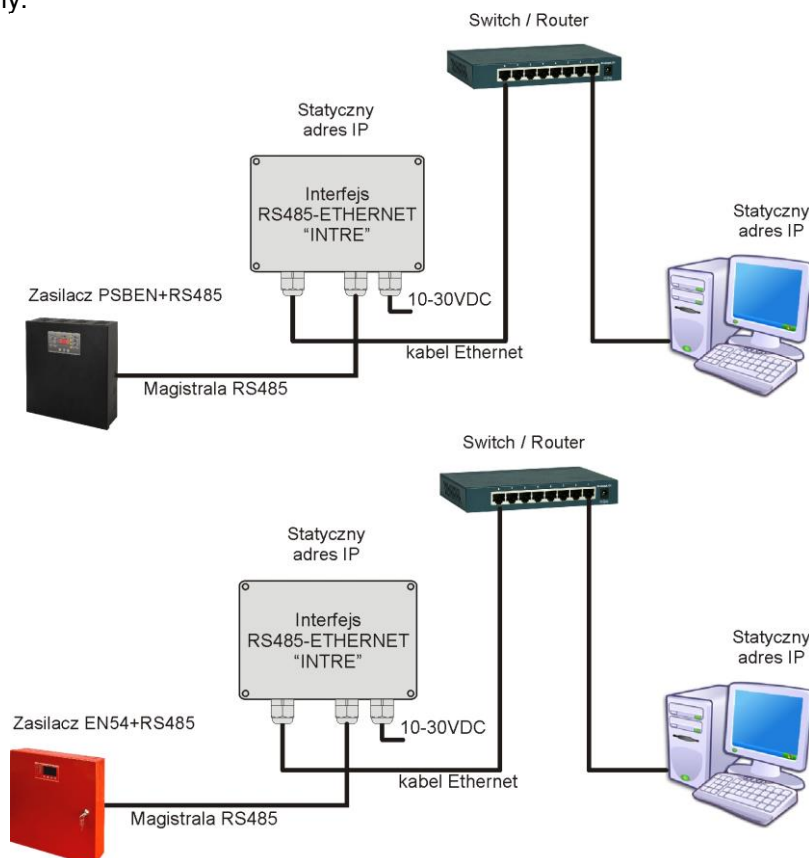 ny.
Switch / Router
Statyczny
adres IP
Interfejs
RS485-ETHERNET
“INTRE”
Statyczny
adres IP
Zasilacz PSBEN+RS485
10-30VDC
kabel Ethernet
Magistrala RS485
Switch / Router
Statyczny
adres IP
Interfejs
RS485-ETHERNET
“INTRE”
Statyczny
adres IP
Zasilacz EN54+RS485
10-30VDC
kabel Ethernet
Magistrala RS485